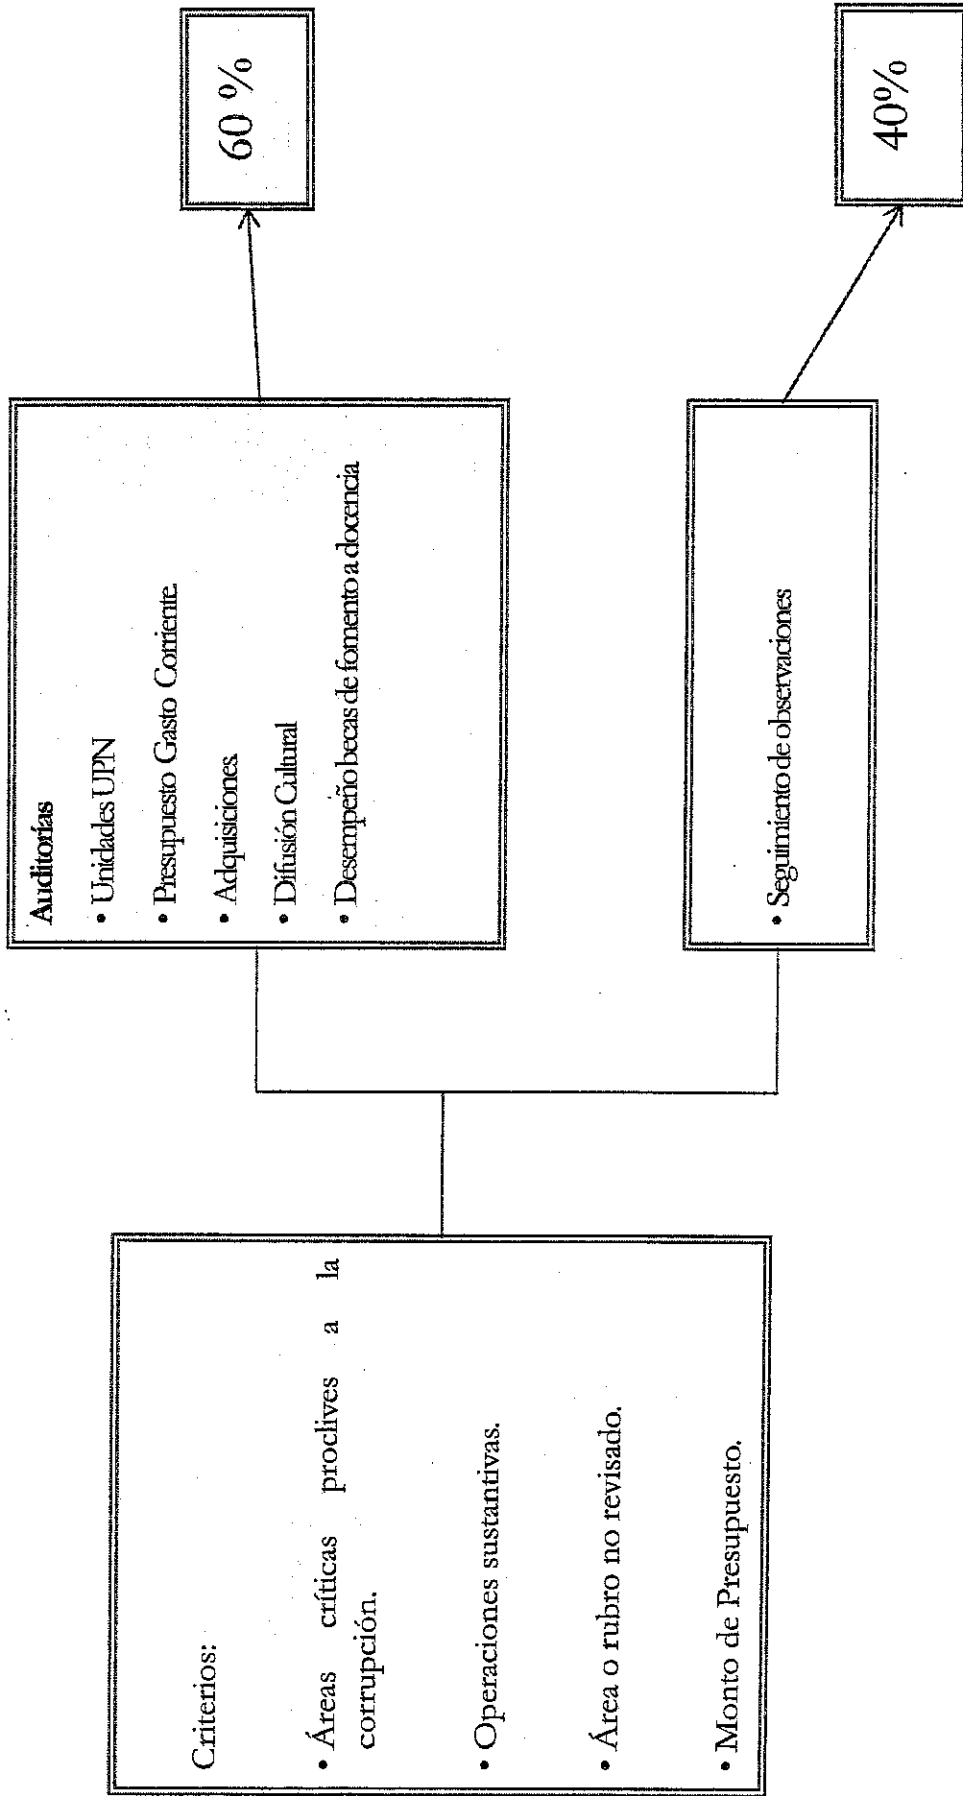 Criterios:
• Áreas críticas proclives a la
corrupción.
• Operaciones sustantivas.
• Área o rubro no revisado.
• Monto de Presupuesto.
Auditorías
• Unidades UPN
• Presupuesto Gasto Corriente.
• Adquisiciones.
• Difusión Cultural
• Desempeño becas de fomento a docencia
60 %
• Seguimiento de observaciones
40%